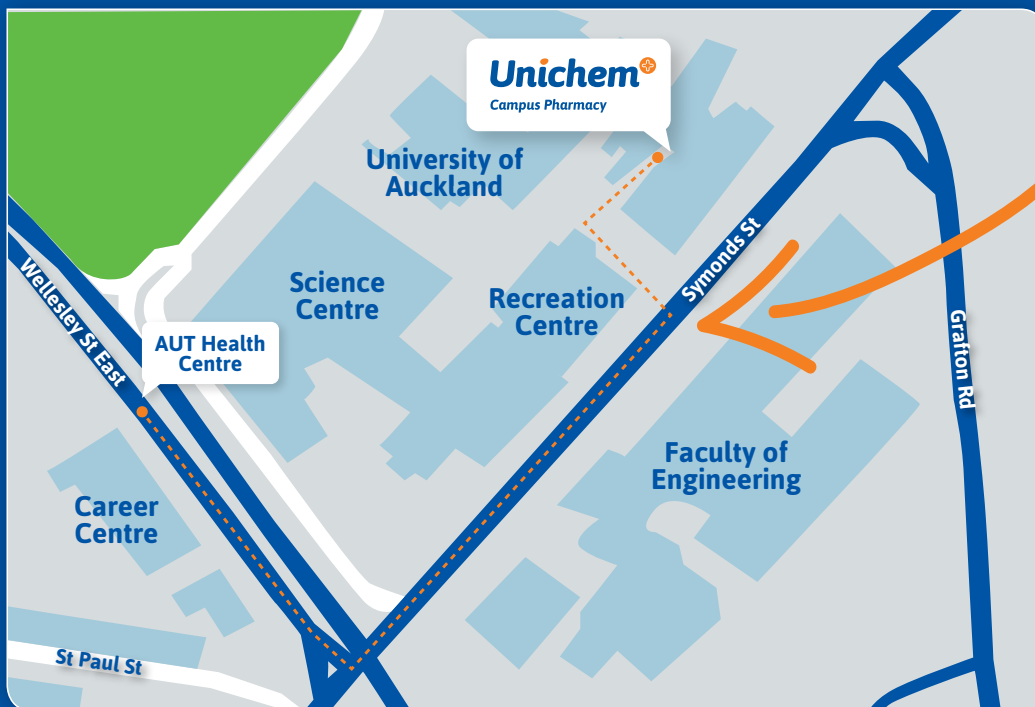 Unichem
Campus Pharmacy
University of
Auckland
Symonds St
Science
Centre
Recreation
Centre
Wellesley St East
AUT Health
Centre
Grafton Rd
Faculty of
Engineering
Career
Centre
St Paul St